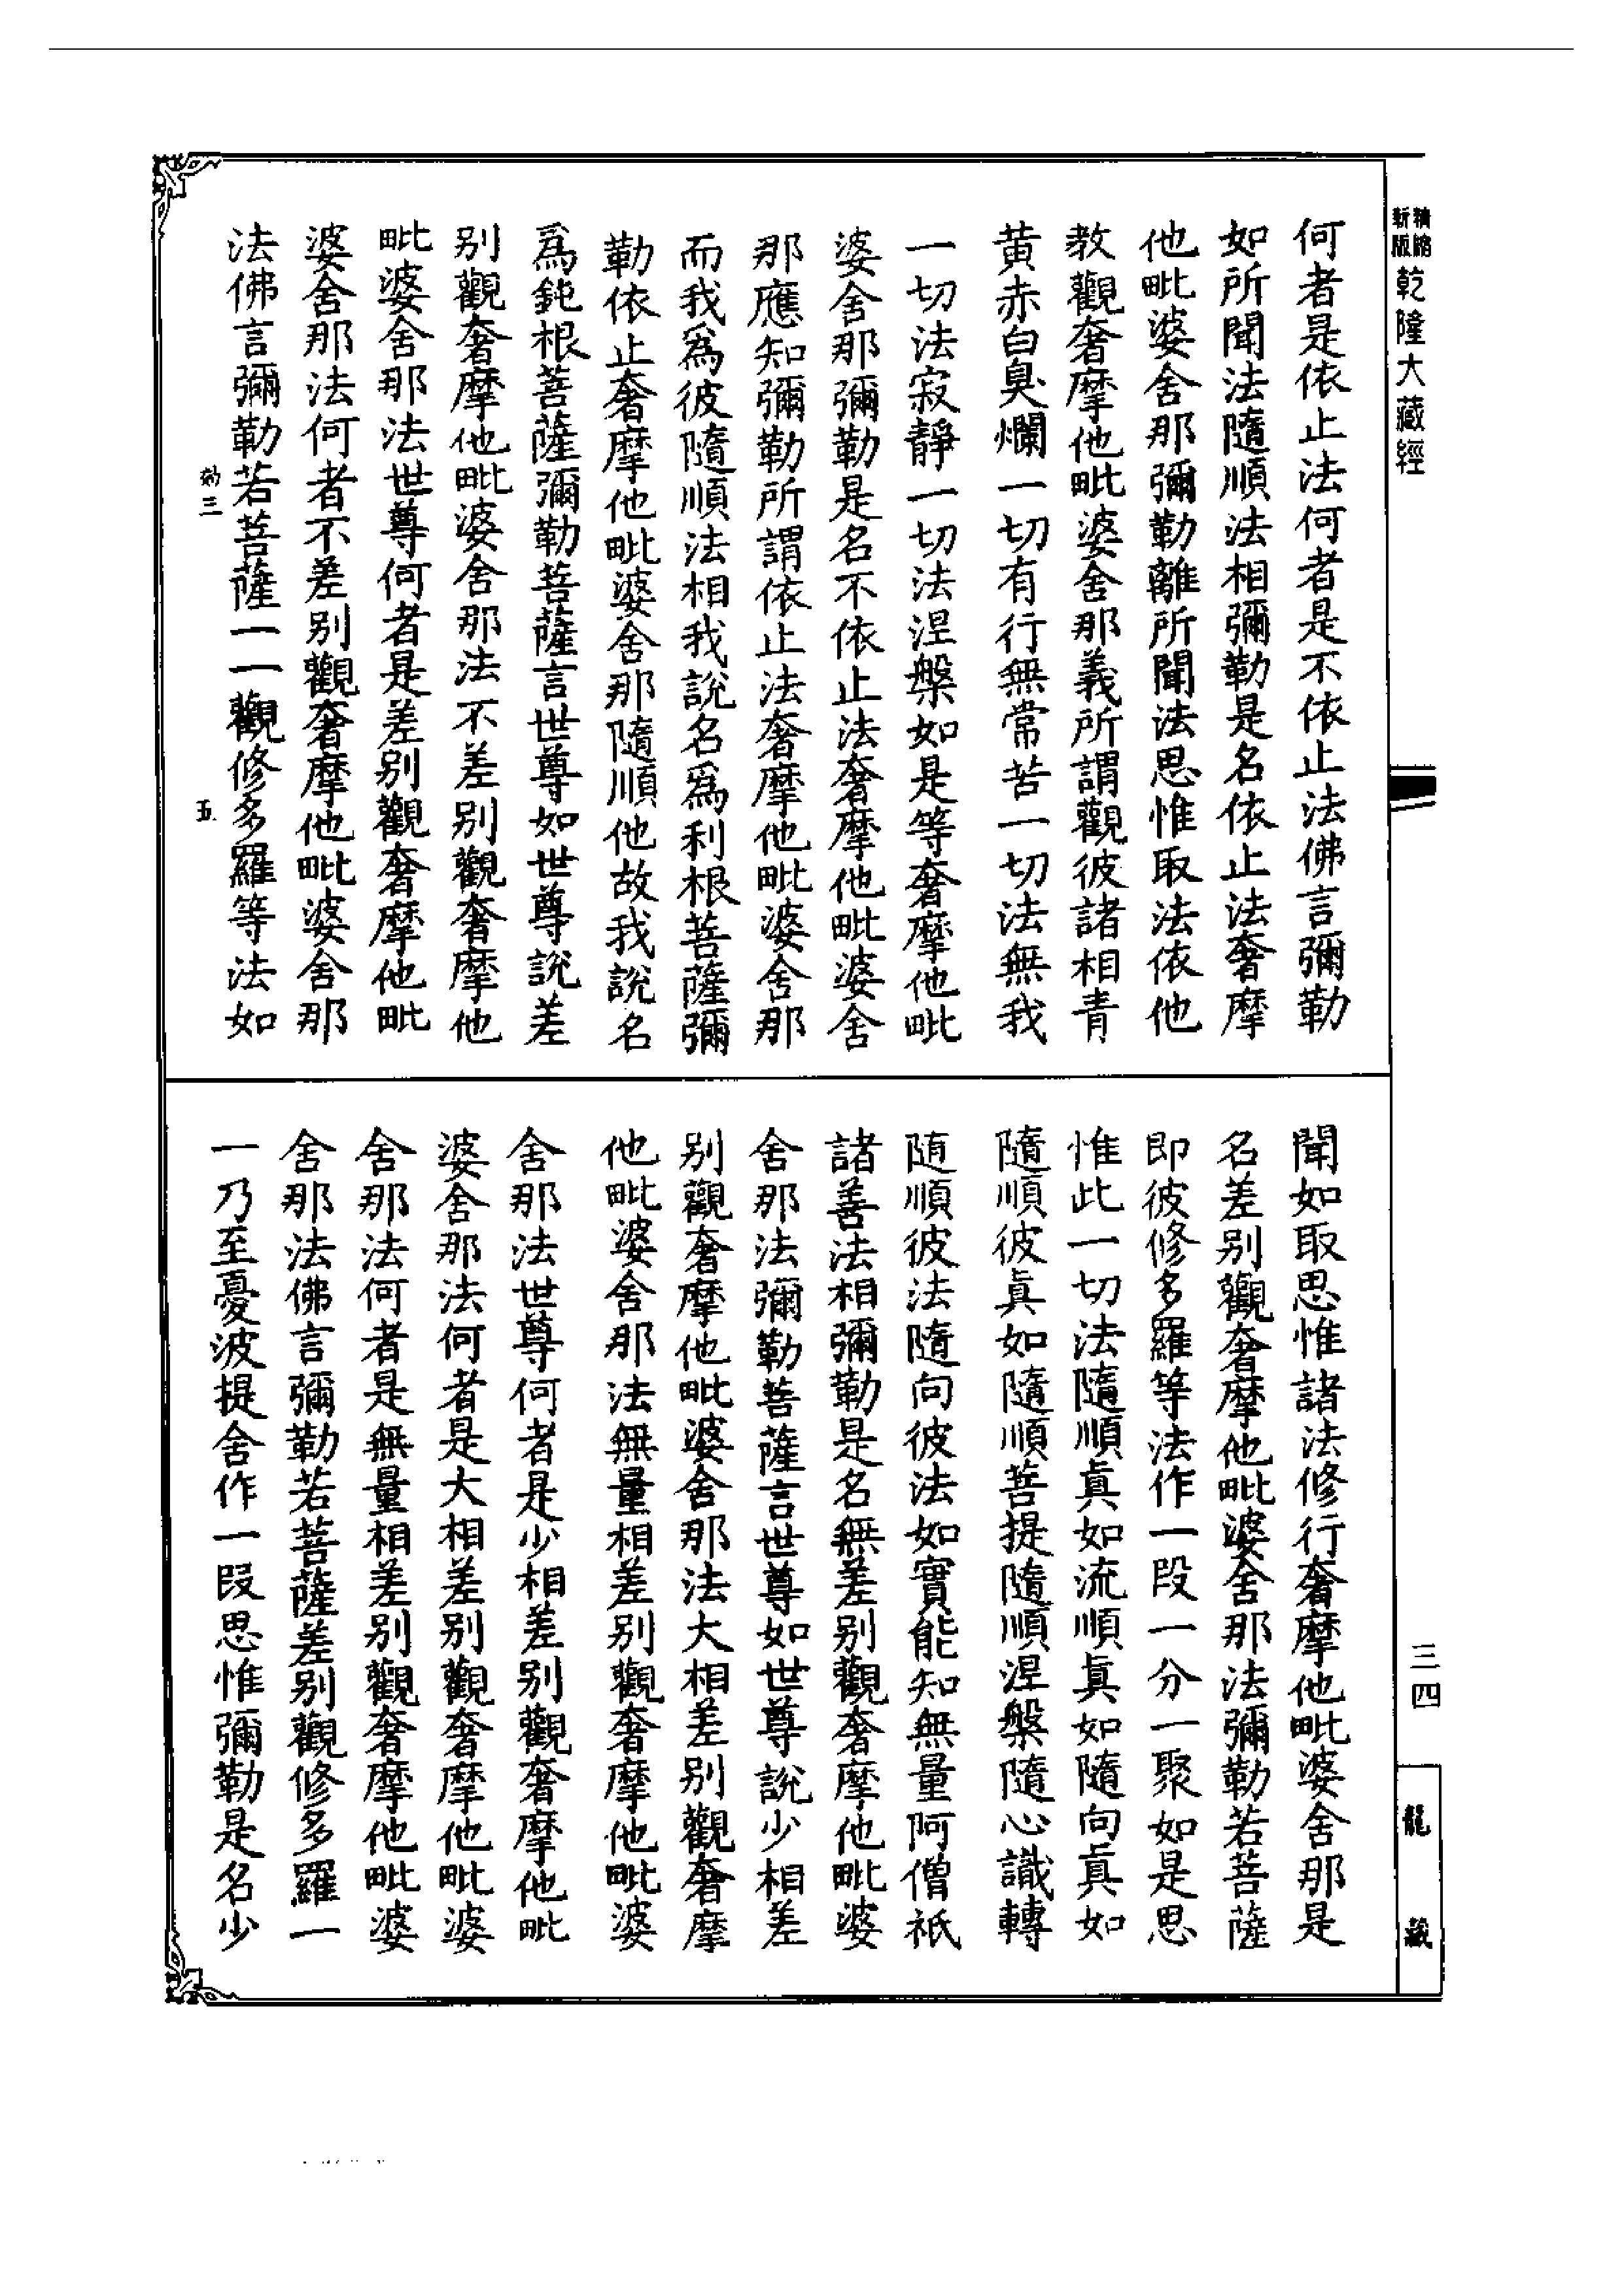 新版 精縮 乾隆大藏經
何者是依止法何者是不依止法佛言彌勒
如所聞法隨順法相彌勒是名依止法奢摩
他毗婆舍那彌勒離所聞法思惟取法依他
教觀奢摩他毗婆舍那義所謂觀彼諸相青
黃赤白臭爛一切有行無常苦一切法無我
一切法寂靜一切法涅槃如是等奢摩他毗
婆舍那彌勒是名不依止法奢摩他毗婆舍
那應知彌勒所謂依止法奢摩他毗婆舍那
而我爲彼隨順法相我說名爲利根菩薩彌
勒依止奢摩他毗婆舍那隨順他故我說名
爲鈍根菩薩彌勒菩薩言世尊如世尊說差
别觀奢摩他毗婆舍那法不差别觀奢摩他
毗婆舍那法世尊何者是差别觀奢摩他毗
婆舍那法何者不差别觀奢摩他毗婆舍那
法佛言彌勒若菩薩一一觀修多羅等法如
三 五
聞如取思惟諸法修行奢摩他毗婆舍那是
名差别觀奢摩他毗婆舍那法彌勒若菩薩
即彼修多羅等法作一段一分一聚如是思
惟此一切法隨順眞如流順眞如隨向眞如
隨順彼眞如隨順菩提隨順涅槃隨心識轉
隨順彼法隨向彼法如實能知無量阿僧祇
諸善法相彌勒是名無差别觀奢摩他毗婆
舍那法彌勒菩薩言世尊如世尊說少相差
别觀奢摩他毗婆舍那法大相差别觀奢摩
他毗婆舍那法無量相差别觀奢摩他毗婆
舍那法世尊何者是少相差别觀奢摩他毗
婆舍那法何者是大相差别觀奢摩他毗婆
舍那法何者是無量相差别觀奢摩他毗婆
舍那法佛言彌勒若菩薩差别觀修多羅一
一乃至憂波提舍作一段思惟彌勒是名少
三四
龍藏